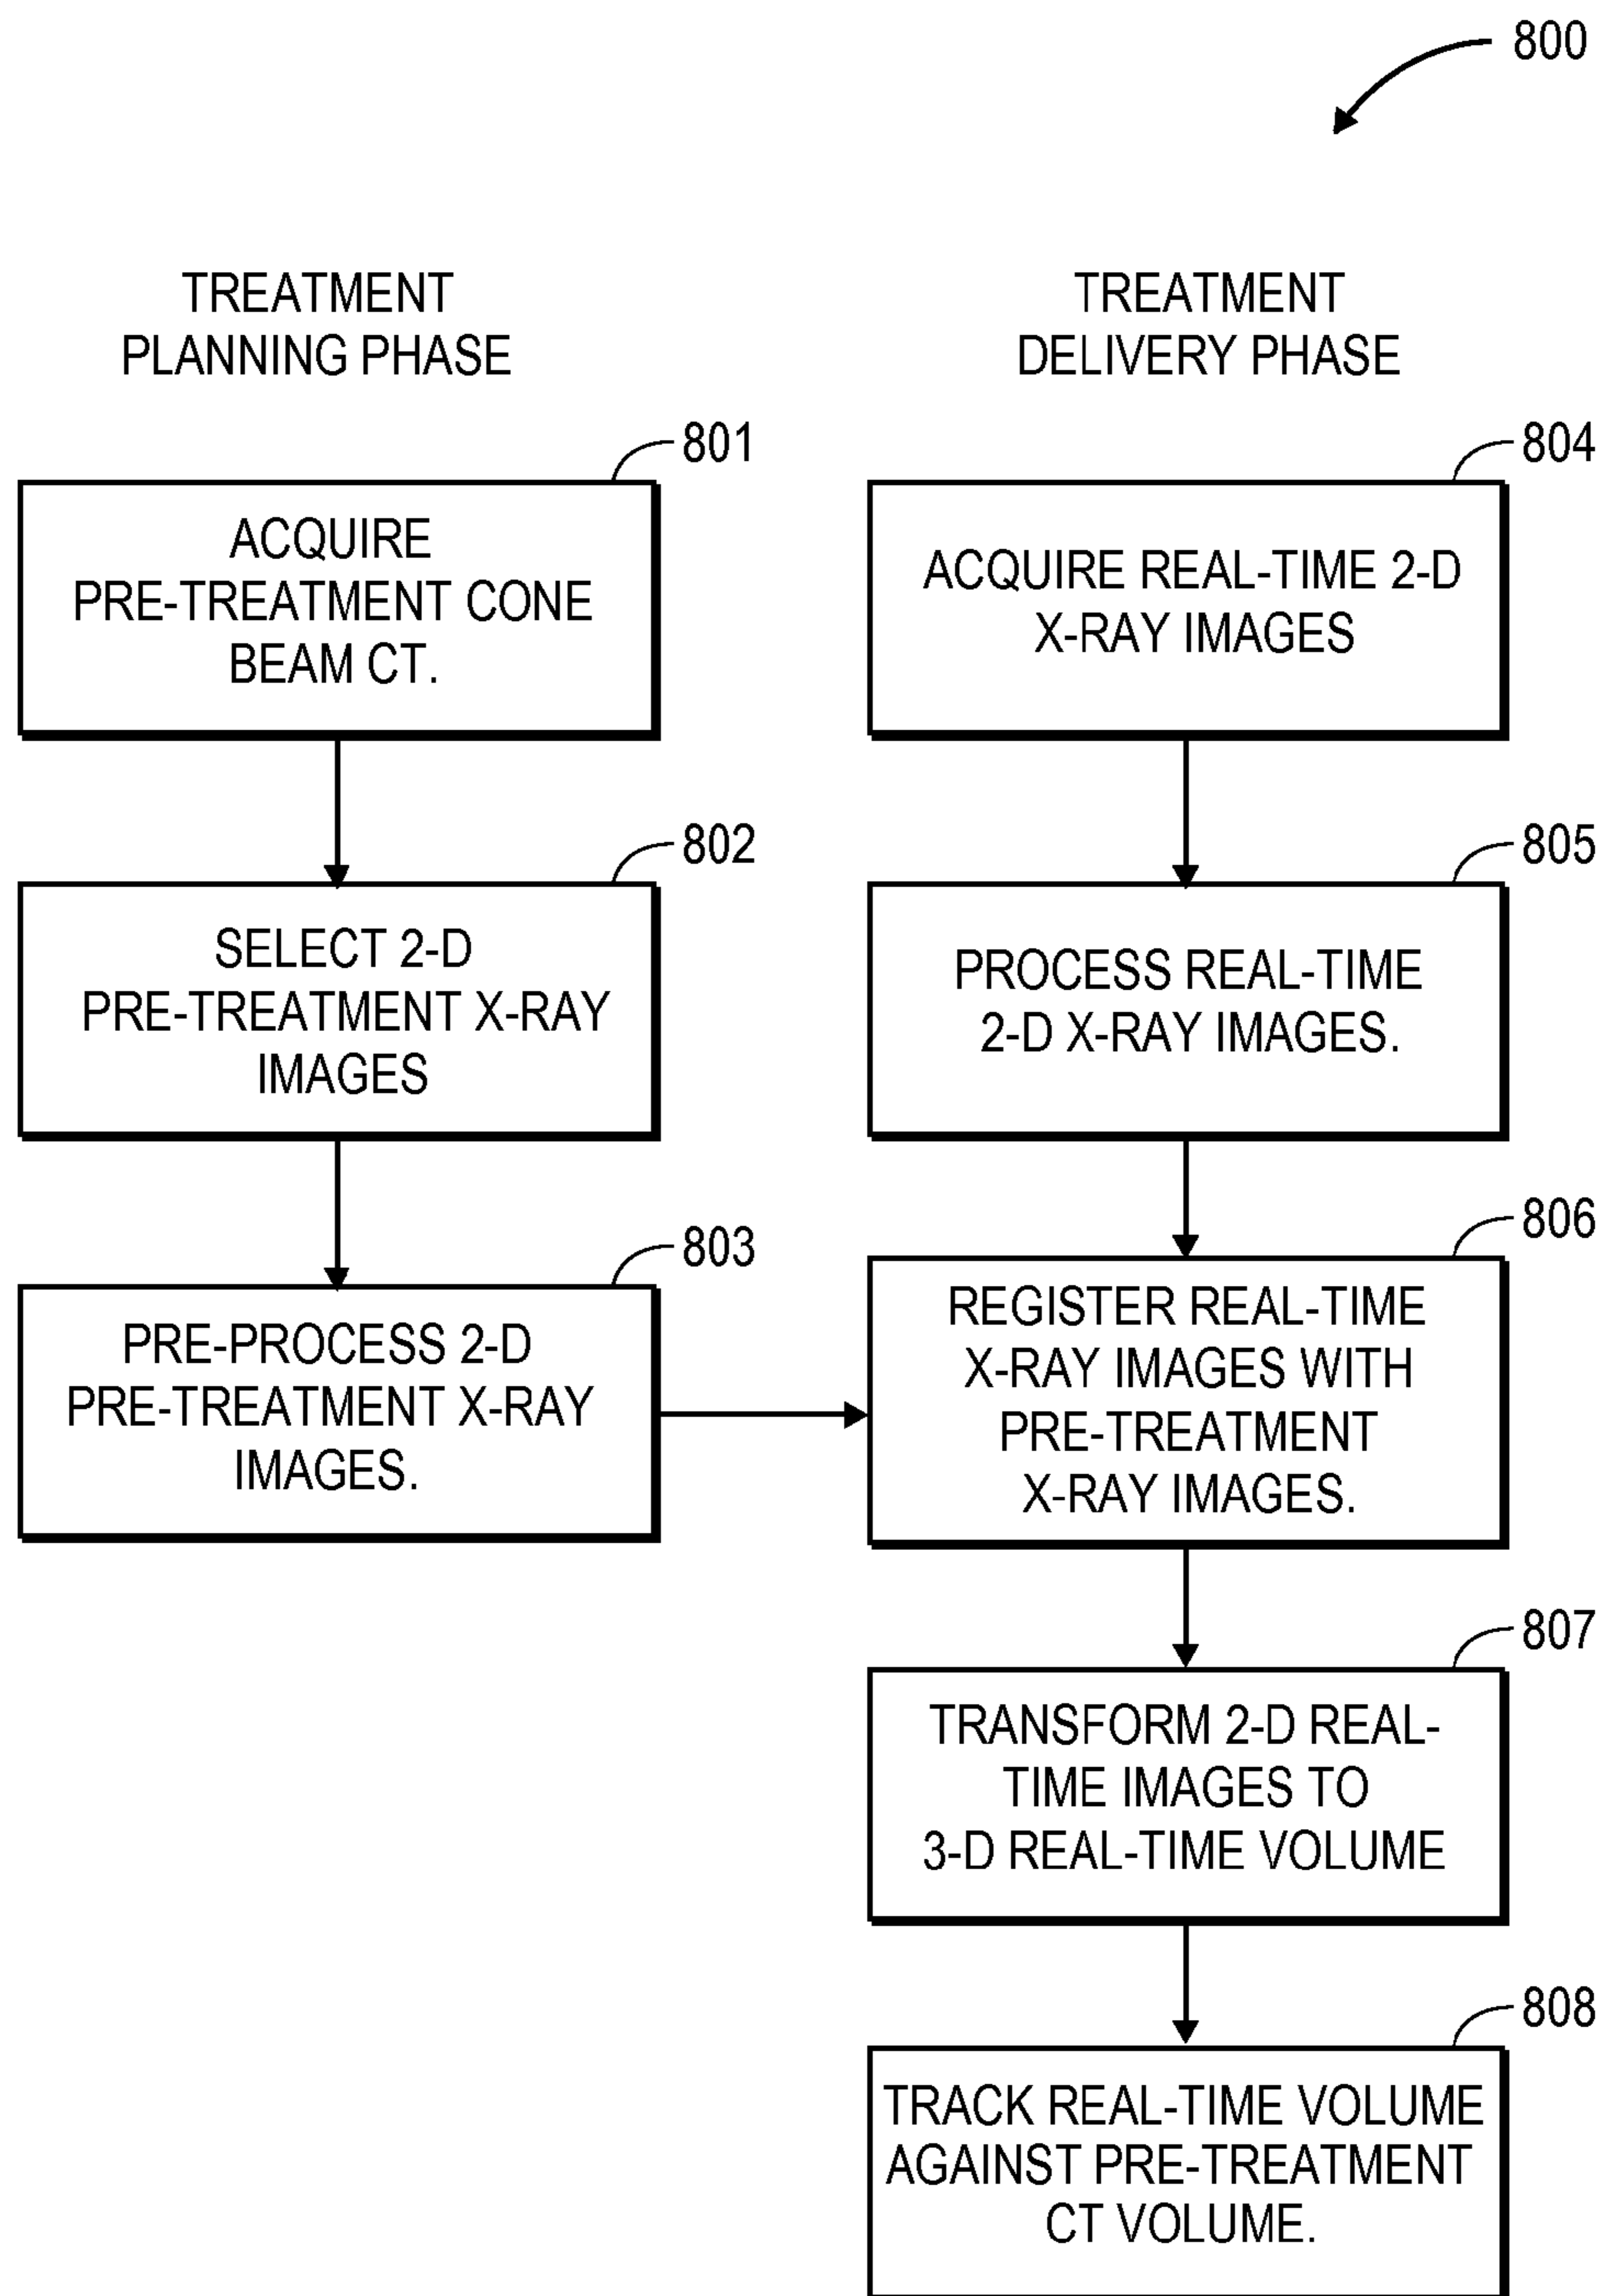 800
TREATMENT
PLANNING PHASE
801
ACQUIRE
PRE-TREATMENT CONE
BEAM CT.
802
SELECT 2-D
PRE-TREATMENT X-RAY
IMAGES
803
PRE-PROCESS 2-D
PRE-TREATMENT X-RAY
IMAGES.
TREATMENT
DELIVERY PHASE
804
ACQUIRE REAL-TIME 2-D
X-RAY IMAGES
805
PROCESS REAL-TIME
2-D X-RAY IMAGES.
806
REGISTER REAL-TIME
X-RAY IMAGES WITH
PRE-TREATMENT
X-RAY IMAGES.
807
TRANSFORM 2-D REAL-
TIME IMAGES TO
3-D REAL-TIME VOLUME
808
TRACK REAL-TIME VOLUME
AGAINST PRE-TREATMENT
CT VOLUME.